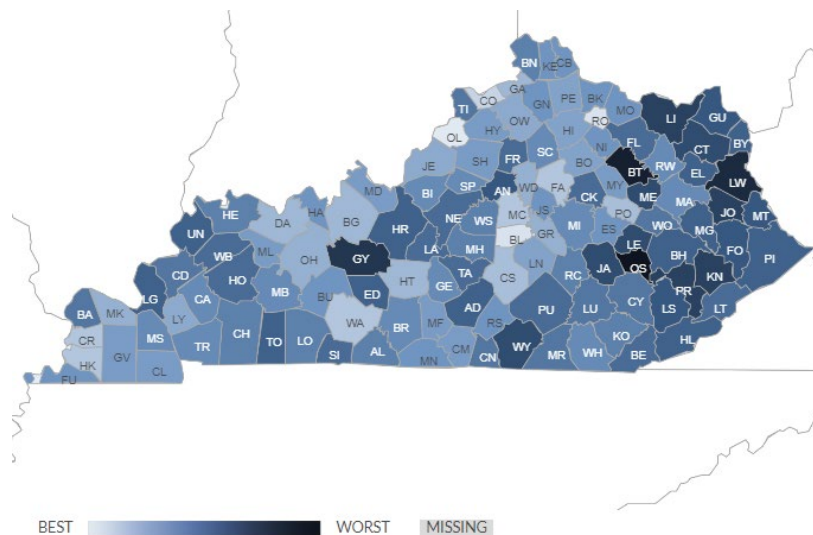 BN KE CB
GA
TI CO GN PE BK MO LI GU
OL HY OW HI RO
FR SC NI FL CT BY
JE SH BO BT RW EL LW
MD BI SP AN WD FA CK MY ME MA JO MT
HE DA HA BG NE WS MC JS MI ES PO WO MG
UN ML HR LA MH BL GR LE BH FO PI
WB OH GY TA LN JA OS KN
CD HO HT GE CS RC PR
LG CA MB BU ED AD CY LS LT
BA MK LY WA BR MF RS PU LU
CR MS TR CH TO LO SI AL MN CM CN WY MR WH KO BE HL
HK GV CL
FU
BEST WORST MISSING